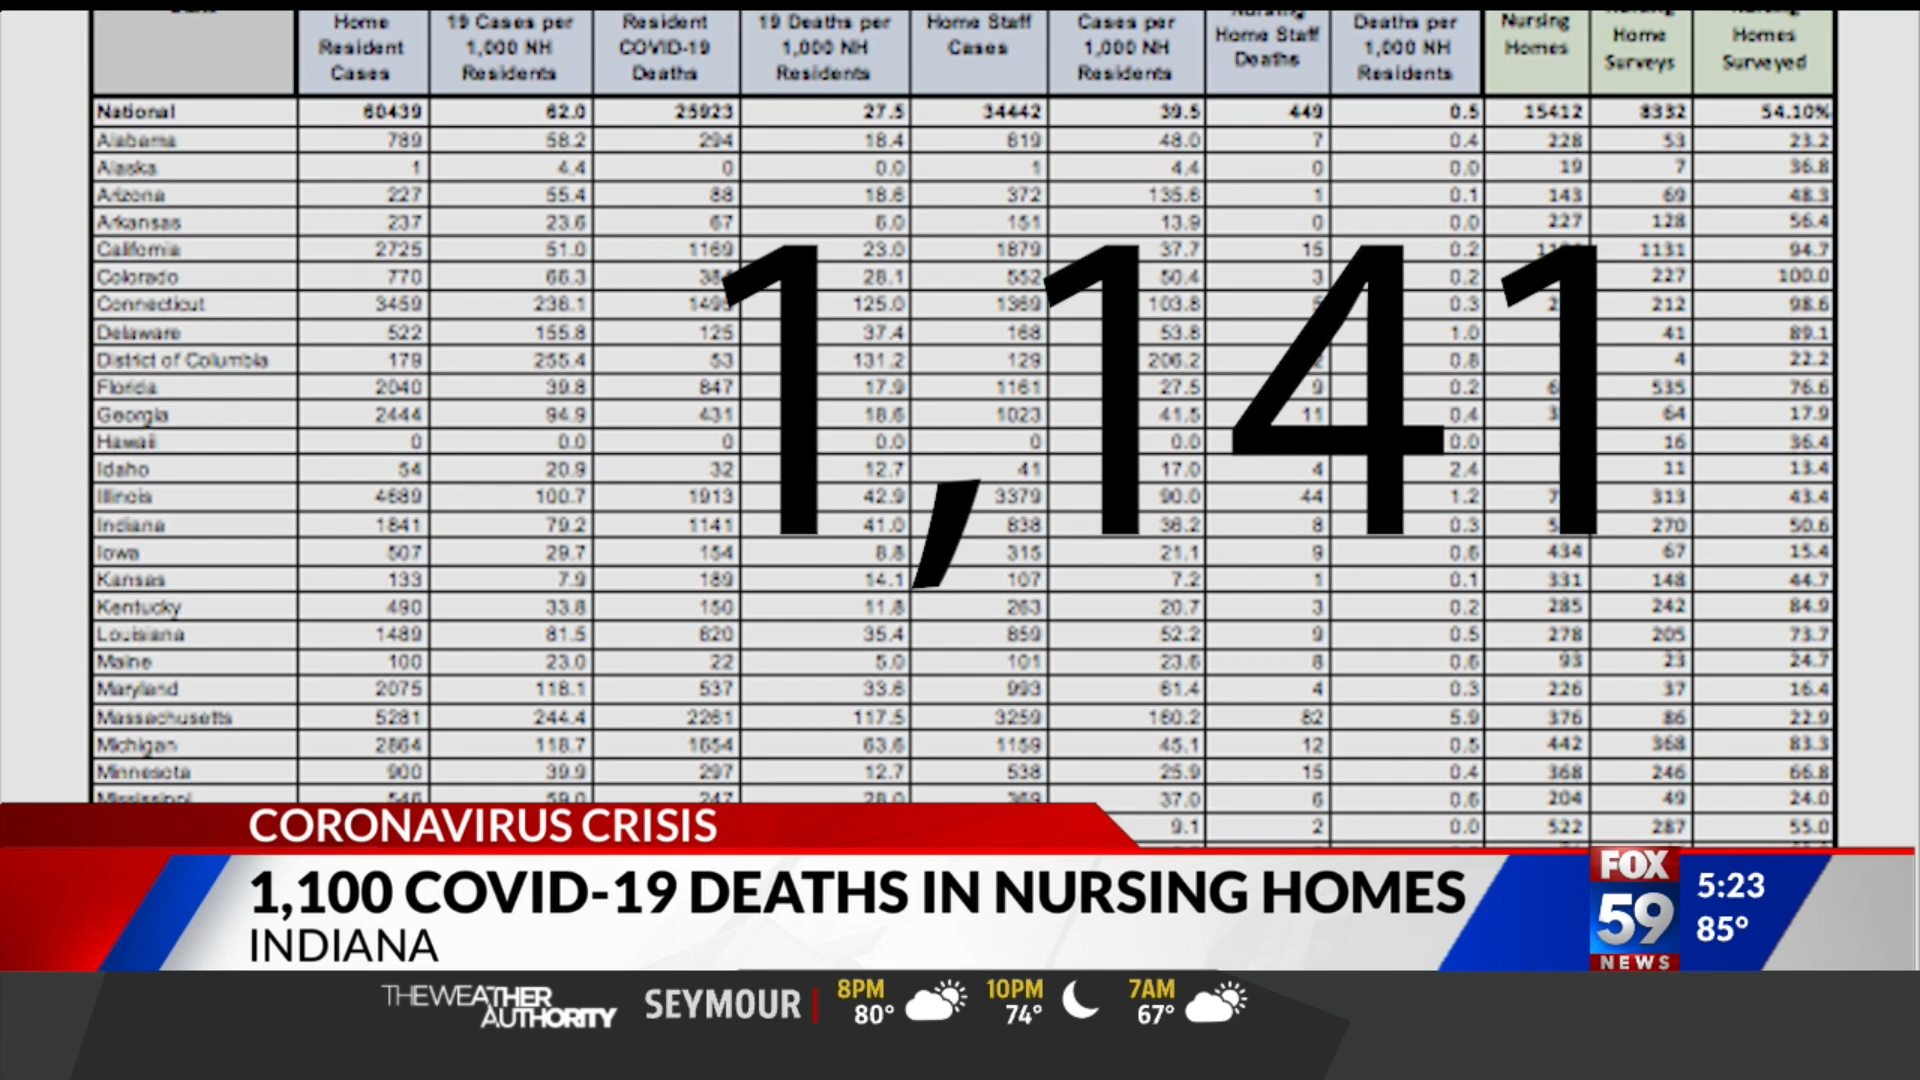 Home Resident Cases | 19 Cases per 1,000 NH Residents | Resident COVID-19 Deaths | 19 Deaths per 1,000 NH Residents | Home Staff Cases | Cases per 1,000 NH Residents | Home Staff Deaths | Deaths per 1,000 NH Residents | Nursing Homes | Home Surveys | Homes Surveyed
National 60439 62.0 25923 27.5 34442 39.5 449 0.5 15412 8332 54.10%
Alabama 789 58.2 294 18.4 619 48.0 7 0.4 228 53 23.2
Alaska 1 4.4 0 0.0 1 4.4 0 0.0 19 7 36.8
Arizona 227 55.4 88 18.6 372 135.6 1 0.1 143 69 48.3
Arkansas 237 23.6 67 6.0 151 13.9 0 0.0 227 128 56.4
California 2725 51.0 1169 23.0 1879 37.7 15 0.2 1131 94.7
Colorado 770 66.3 28.1 552 50.4 3 0.2 227 100.0
Connecticut 3459 236.1 125.0 1369 103.8 0.3 212 98.6
Delaware 522 155.8 125 37.4 168 53.8 1.0 41 89.1
District of Columbia 179 255.4 53 131.2 129 206.2 0.8 4 22.2
Florida 2040 39.8 847 17.9 1161 27.5 9 0.2 535 76.6
Georgia 2444 94.9 431 18.6 1023 41.5 11 0.4 64 17.9
Hawaii 0 0.0 0 0.0 0 0.0 0.0 16 36.4
Idaho 54 20.9 32 12.7 41 17.0 4 2.4 11 13.4
Illinois 4689 100.7 1913 42.9 3379 90.0 44 1.2 313 43.4
Indiana 1841 79.2 1141 41.0 838 36.2 8 0.3 270 50.6
Iowa 507 29.7 154 8.8 315 21.1 9 0.6 434 67 15.4
Kansas 133 7.9 189 14.1 107 7.2 1 0.1 331 148 44.7
Kentucky 490 33.8 150 11.8 263 20.7 3 0.2 285 242 84.9
Louisiana 1489 81.5 620 35.4 859 52.2 9 0.5 278 205 73.7
Maine 100 23.0 22 5.0 101 23.6 8 0.6 93 23 24.7
Maryland 2075 118.1 537 33.6 993 61.4 4 0.3 226 37 16.4
Massachusetts 5281 244.4 2261 117.5 3259 160.2 82 5.9 376 86 22.9
Michigan 2864 118.7 1654 63.6 1159 45.1 12 0.5 442 368 83.3
Minnesota 900 39.9 297 12.7 538 25.9 15 0.4 368 246 66.8
Mississippi 546 59.0 247 28.0 369 37.0 6 0.6 204 49 24.0
9.1 2 0.0 522 287 55.0
1,141
CORONAVIRUS CRISIS
1,100 COVID-19 DEATHS IN NURSING HOMES
INDIANA
FOX
59
NEWS
5:23
85°
THEWEATHER
AUTHORITY
SEYMOUR
8PM 80°
10PM 74°
7AM 67°